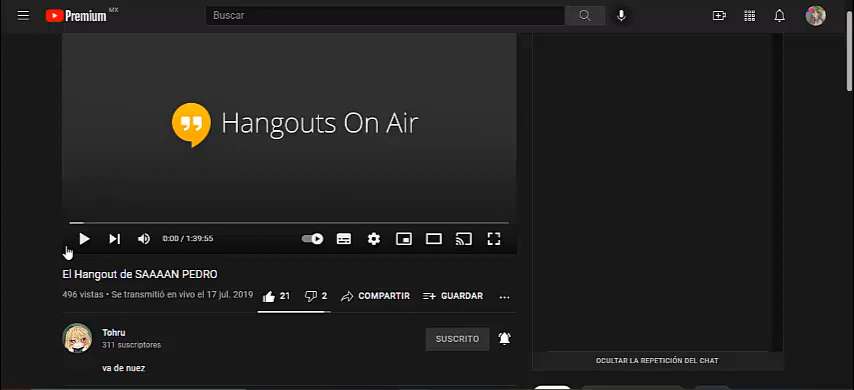 Premium MX
Buscar
Hangouts On Air
0:00 / 1:39:55
El Hangout de SAAAAN PEDRO
496 vistas • Se transmitió en vivo el 17 jul. 2019
21
2
COMPARTIR
GUARDAR
Tohru
311 suscriptores
SUSCRITO
va de nuez
OCULTAR LA REPETICIÓN DEL CHAT